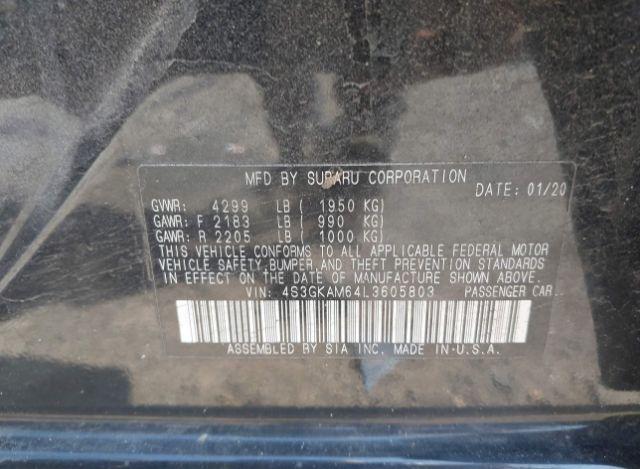 MFD BY SUBARU CORPORATION
DATE: 01/20
GVWR: 4299 LB ( 1950 KG)
GAWR: F 2183 LB ( 990 KG)
GAWR: R 2205 LB ( 1000 KG)
THIS VEHICLE CONFORMS TO ALL APPLICABLE FEDERAL MOTOR
VEHICLE SAFETY,BUMPER,AND THEFT PREVENTION STANDARDS
IN EFFECT ON THE DATE OF MANUFACTURE SHOWN ABOVE.
VIN: 4S3GKAM64L3605803 PASSENGER CAR
ASSEMBLED BY SIA INC. MADE IN U.S.A.